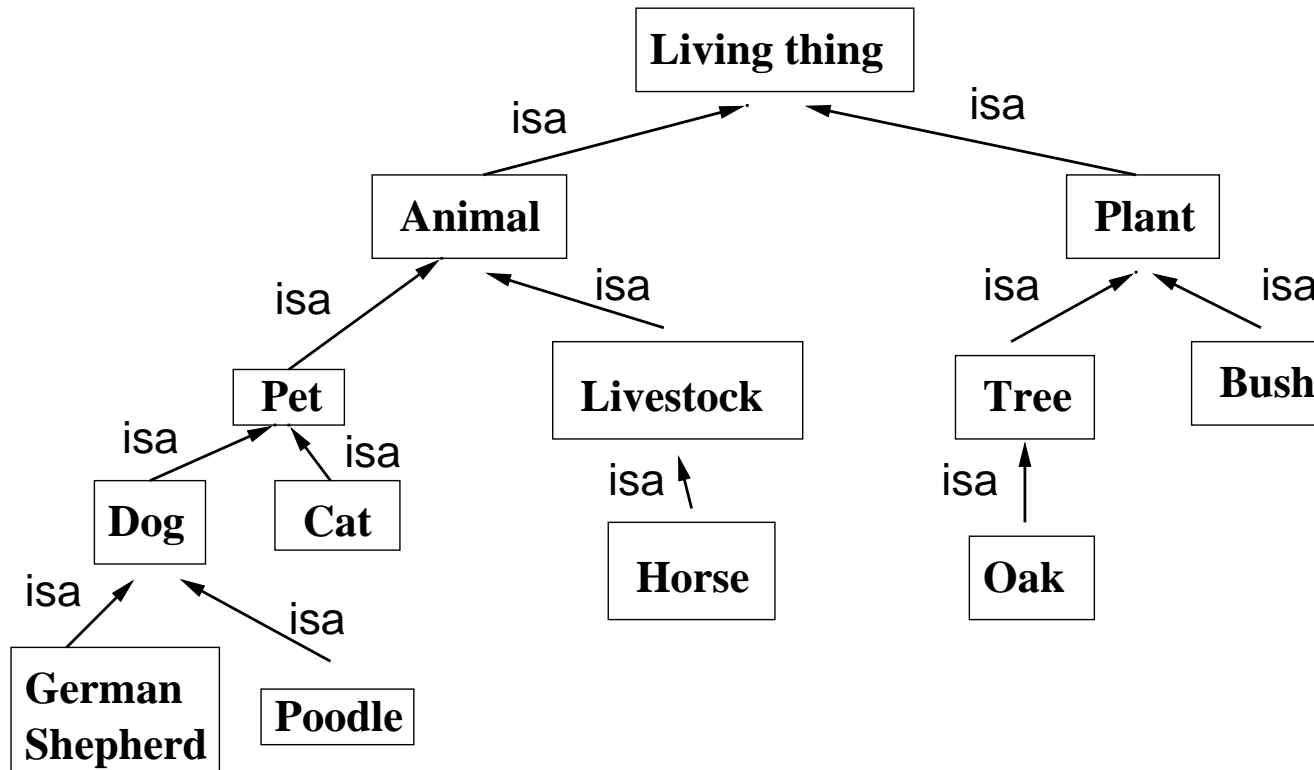 Living thing
isa
isa
Animal
Plant
isa
isa
isa
isa
Pet
Livestock
Tree
Bush
isa
isa
isa
isa
Dog
Cat
Horse
Oak
isa
isa
German
Shepherd
Poodle